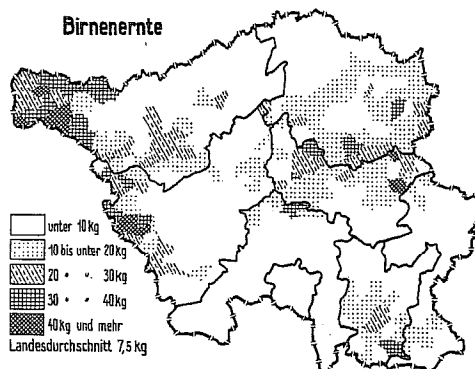 Birnenernte
unter 10 kg
10 bis unter 20 kg
20 " " 30 kg
30 " " 40 kg
40 kg und mehr
Landesdurchschnitt 7,5 kg